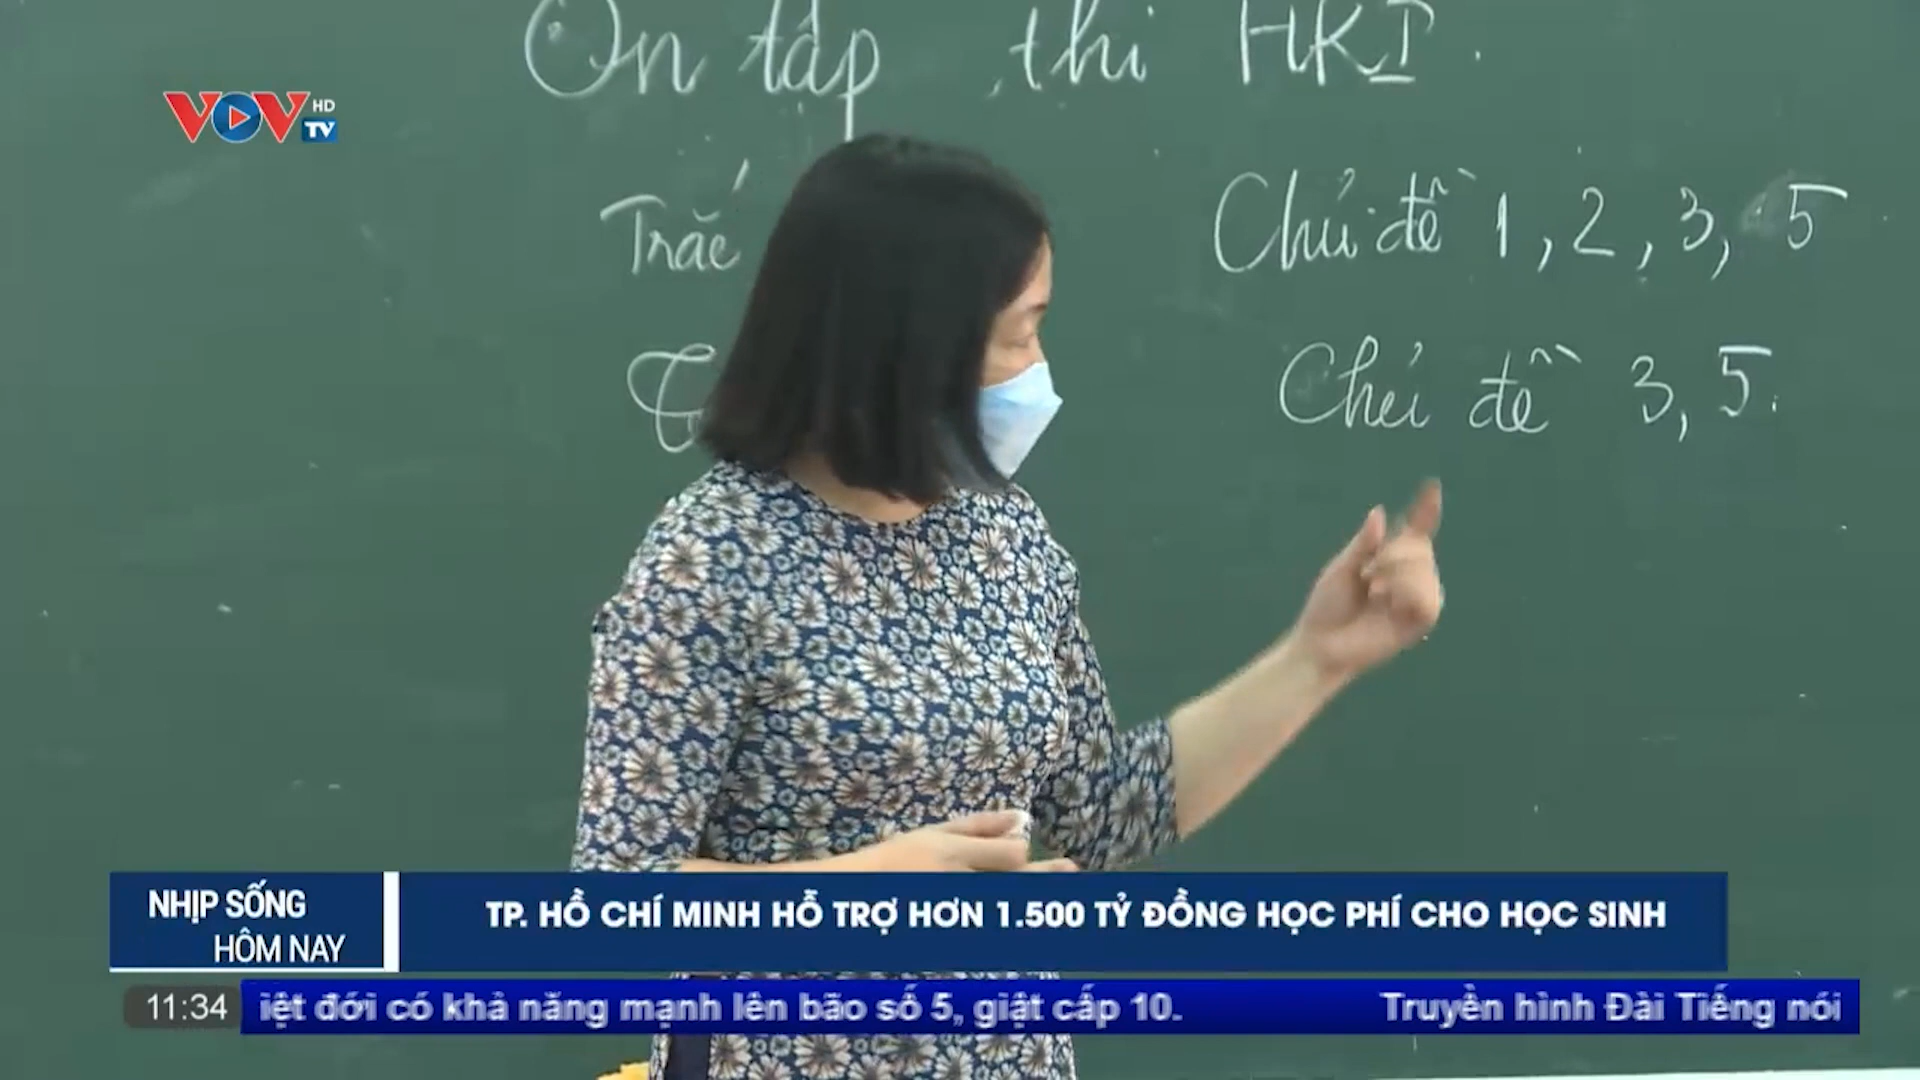 Ôn tập thi HKI.
VOV HD TV
Trắc
Chủ đề 1, 2, 3, 5
Chủ đề 3, 5.
NHỊP SỐNG
HÔM NAY
TP. HỒ CHÍ MINH HỖ TRỢ HƠN 1.500 TỶ ĐỒNG HỌC PHÍ CHO HỌC SINH
11:34
iệt đới có khả năng mạnh lên bão số 5, giật cấp 10. Truyền hình Đài Tiếng nói